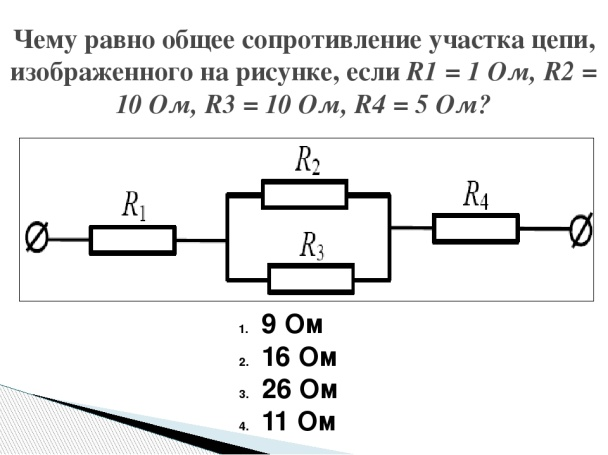 Чему равно общее сопротивление участка цепи,
изображенного на рисунке, если R1 = 1 Ом, R2 =
10 Ом, R3 = 10 Ом, R4 = 5 Ом?
R2
R1
R4
R3
1. 9 Ом
2. 16 Ом
3. 26 Ом
4. 11 Ом